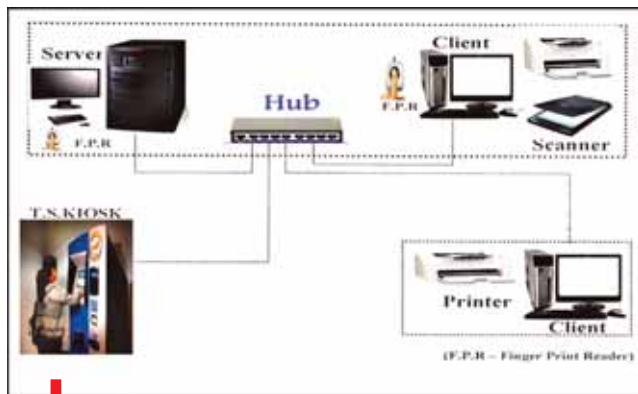 Server
F.P.R
Hub
Client
F.P.R
Scanner
T.S.KIOSK
Printer
Client
(F.P.R – Finger Print Reader)